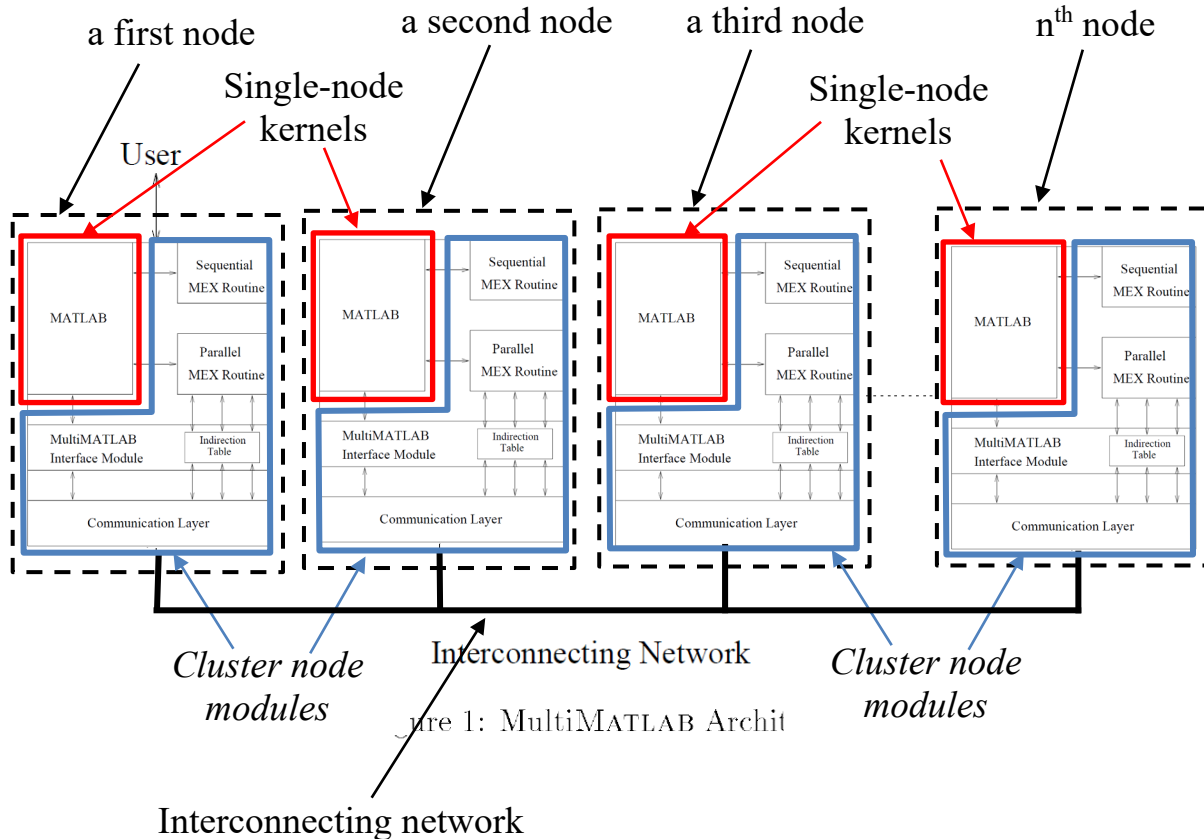 a first node
a second node
a third node
nth node
Single-node
kernels
Single-node
kernels
User
MATLAB
Sequential
MEX Routine
Parallel
MEX Routine
MultiMATLAB
Interface Module
Indirection
Table
Communication Layer
MATLAB
Sequential
MEX Routine
Parallel
MEX Routine
MultiMATLAB
Interface Module
Indirection
Table
Communication Layer
MATLAB
Sequential
MEX Routine
Parallel
MEX Routine
MultiMATLAB
Interface Module
Indirection
Table
Communication Layer
MATLAB
Sequential
MEX Routine
Parallel
MEX Routine
MultiMATLAB
Interface Module
Indirection
Table
Communication Layer
Cluster node
modules
Interconnecting Network
Cluster node
modules
ure 1: MULTIMATLAB Archit
Interconnecting network